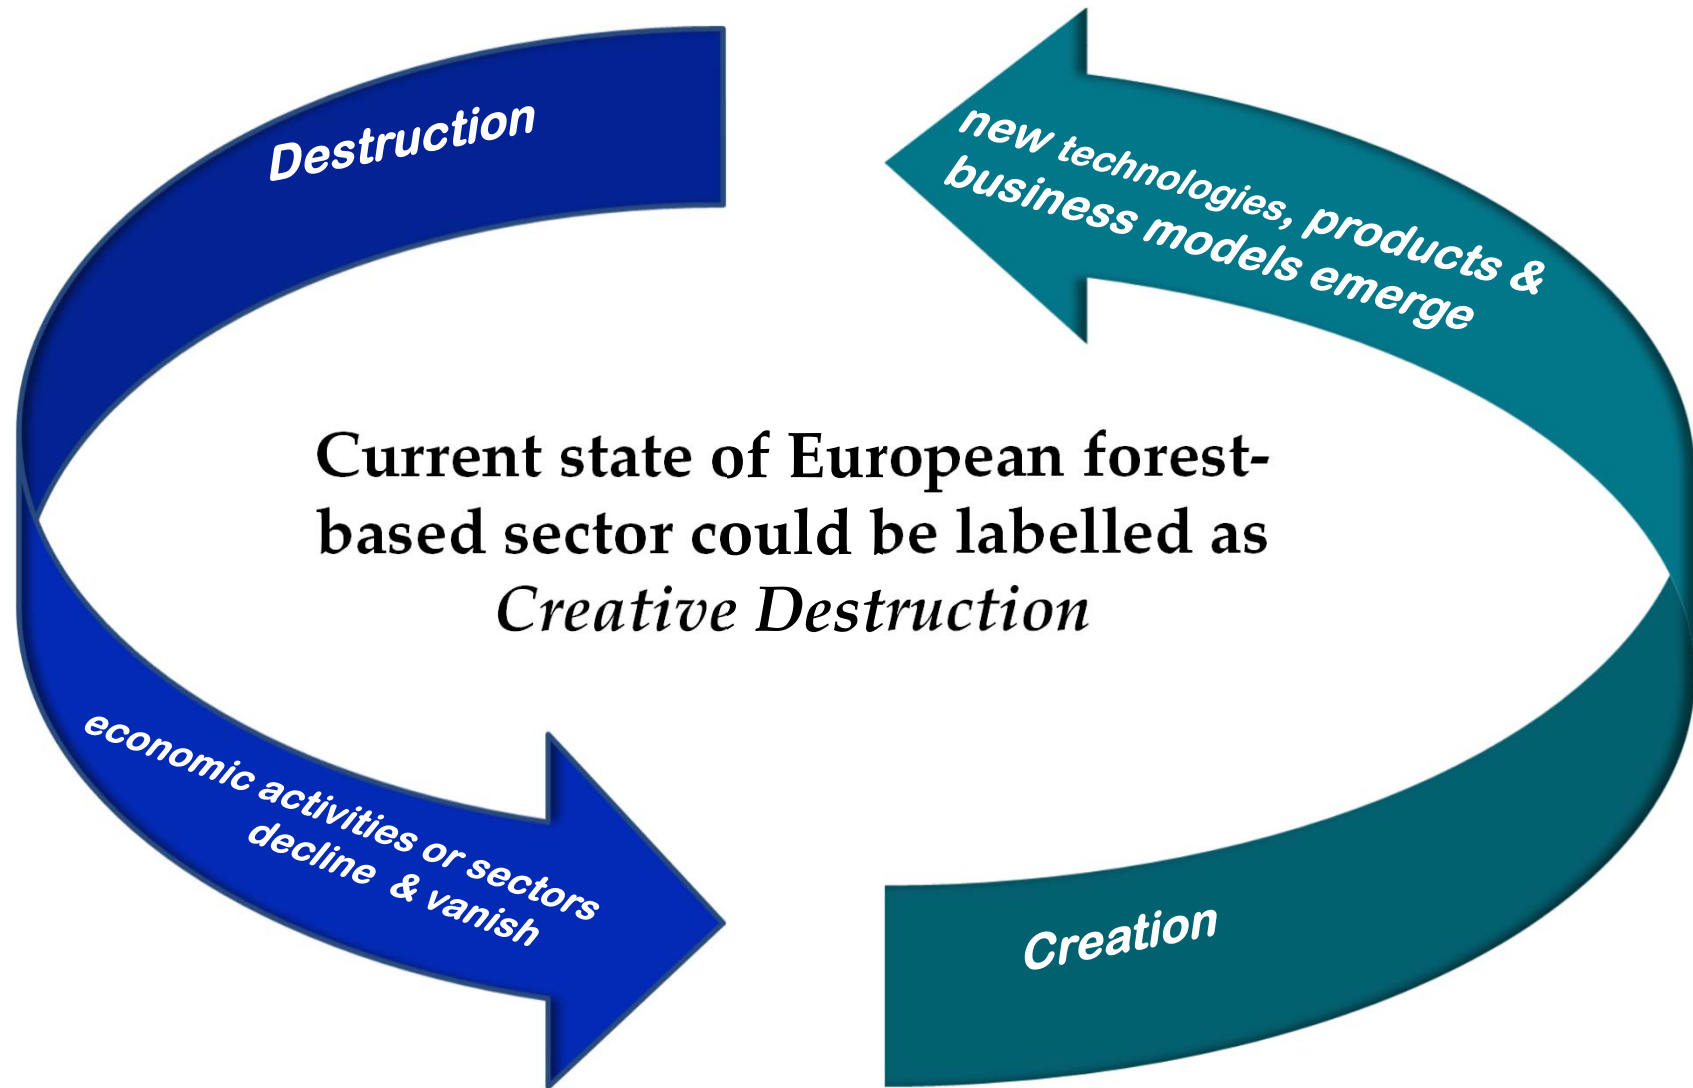 Destruction
new technologies, products &
business models emerge
Current state of European forest-
based sector could be labelled as
Creative Destruction
economic activities or sectors
decline & vanish
Creation